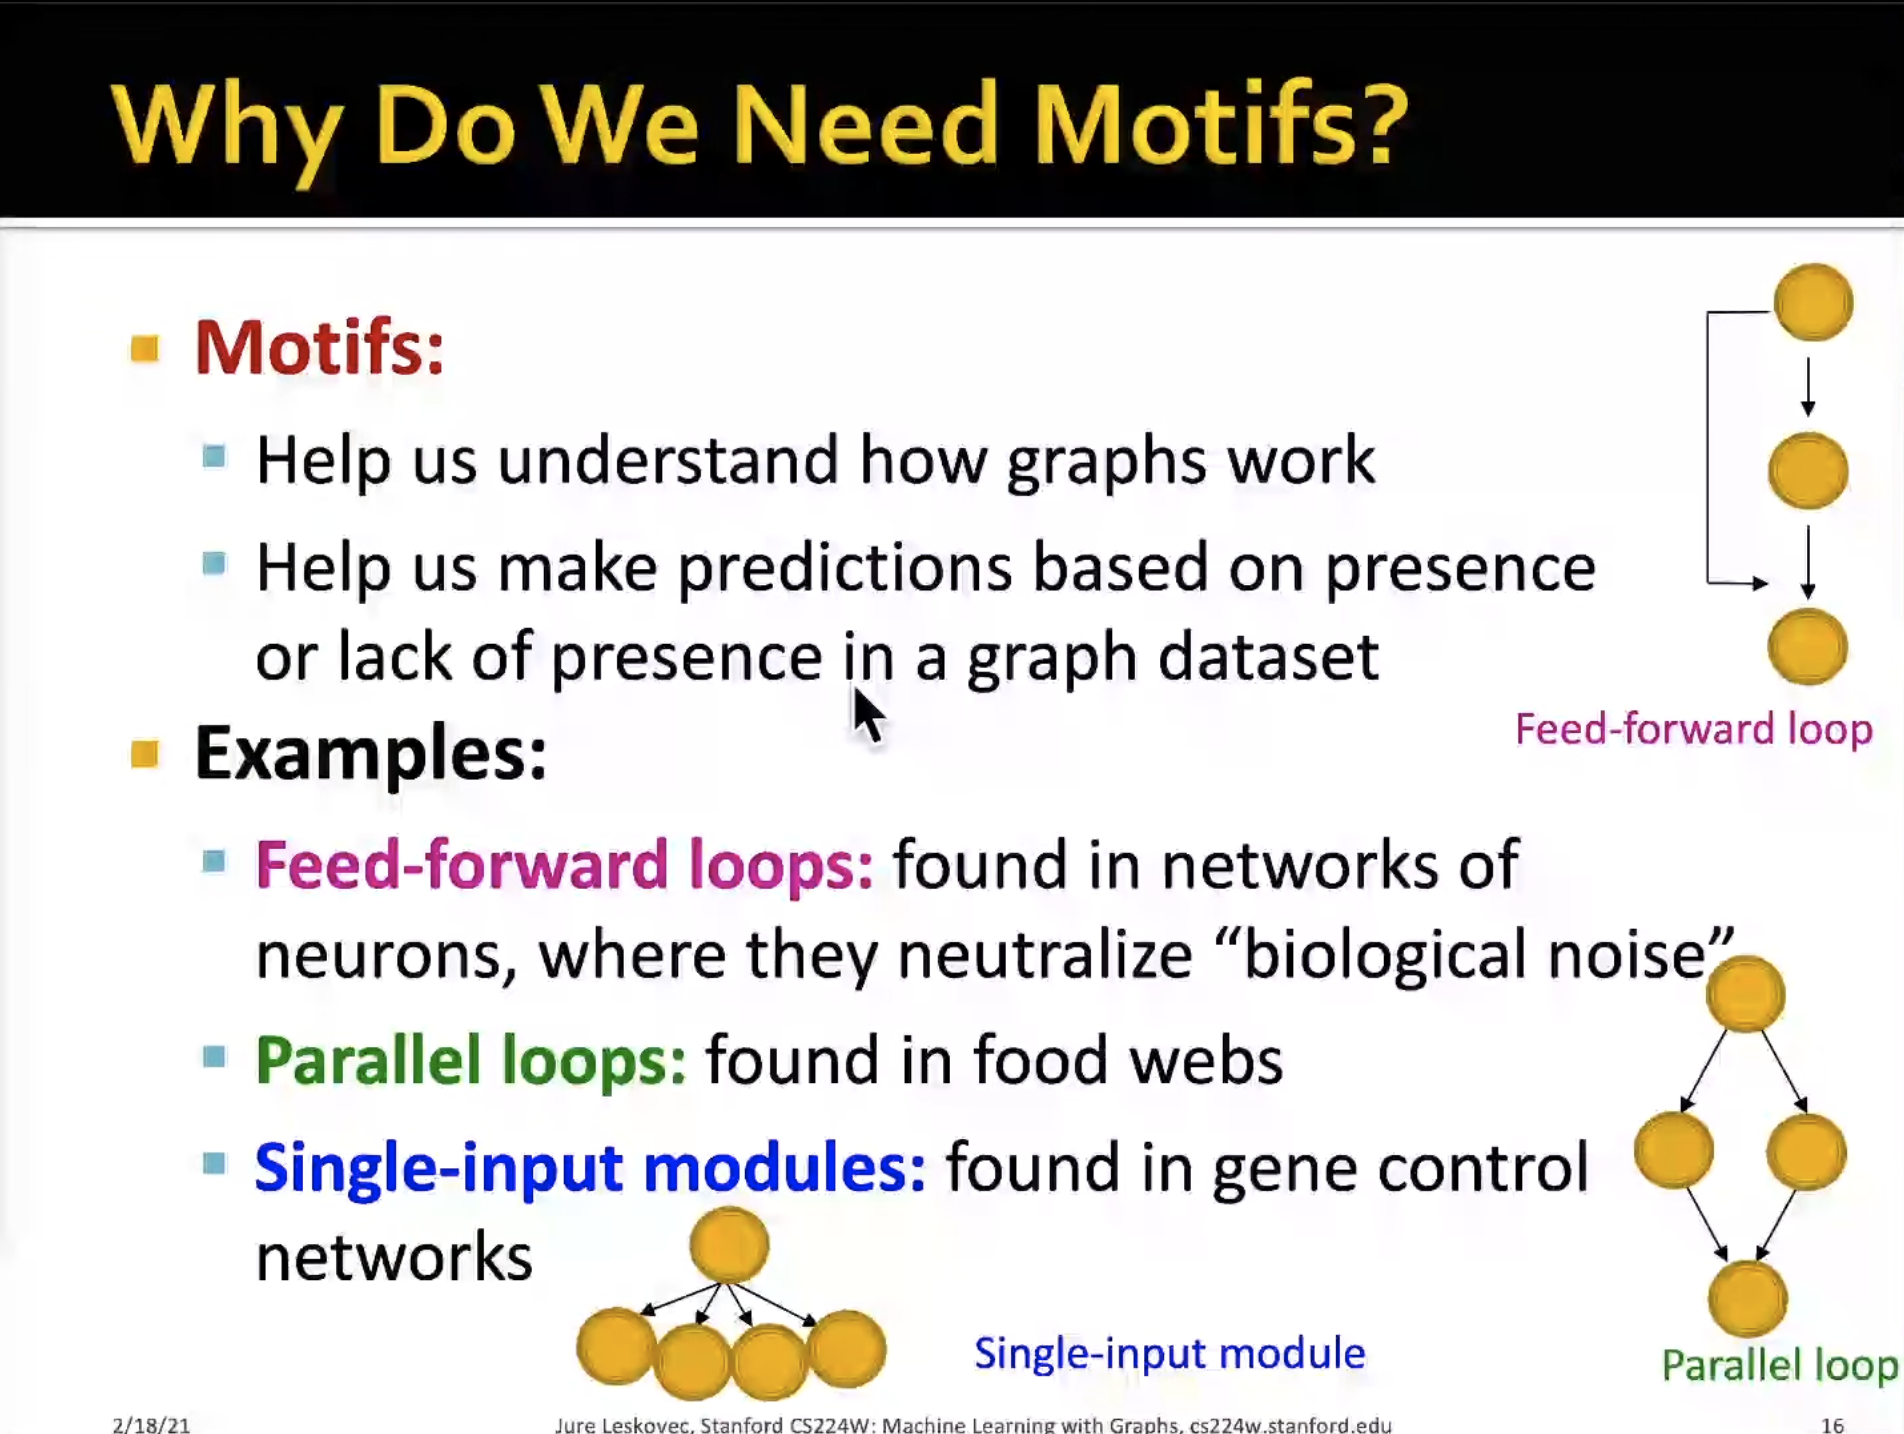 Why Do We Need Motifs?
Motifs:
Help us understand how graphs work
Help us make predictions based on presence
or lack of presence in a graph dataset
Feed-forward loop
Examples:
Feed-forward loops: found in networks of
neurons, where they neutralize “biological noise”
Parallel loops: found in food webs
Single-input modules: found in gene control
networks
Single-input module
Parallel loop
2/18/21
Jure Leskovec, Stanford CS224W: Machine Learning with Graphs, cs224w.stanford.edu
16